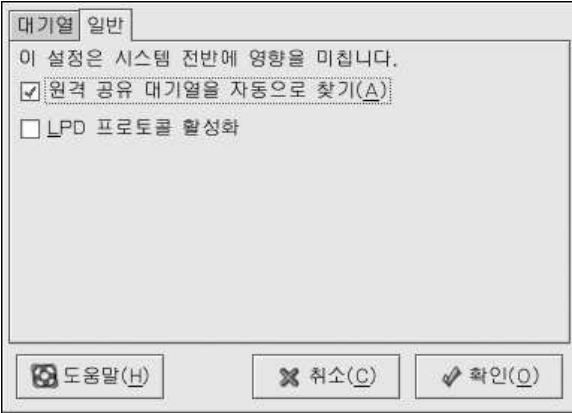 대기열 일반
이 설정은 시스템 전반에 영향을 미칩니다.
원격 공유 대기열을 자동으로 찾기(A)
LPD 프로토콜 활성화
도움말(H) 취소(C) 확인(O)